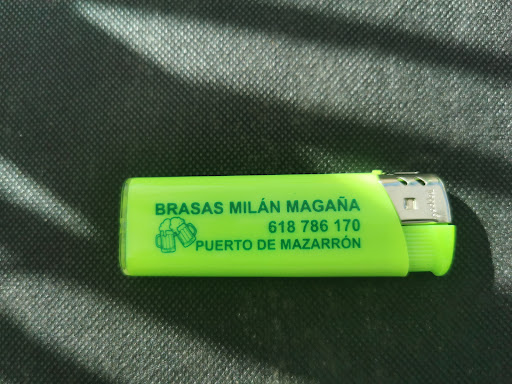 BRASAS MILÁN MAGAÑA
618 786 170
PUERTO DE MAZARRÓN